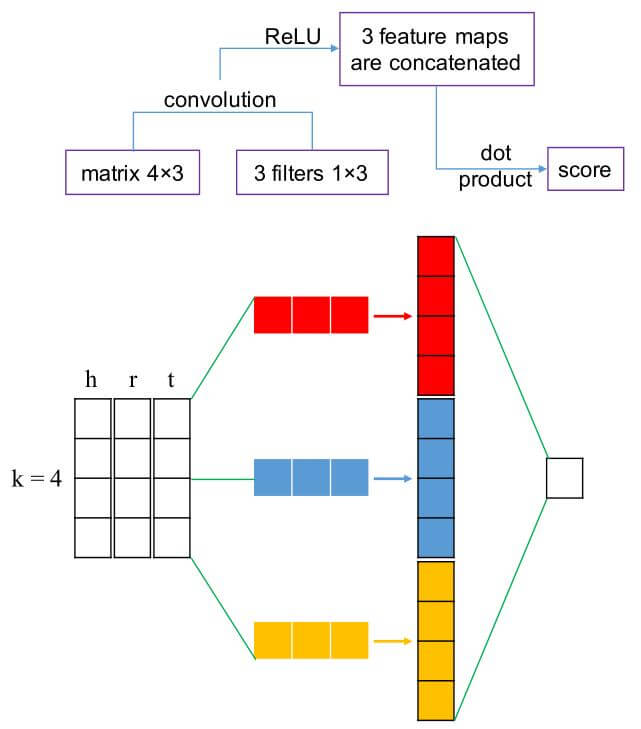 ReLU
3 feature maps
are concatenated
convolution
matrix 4×3
3 filters 1×3
dot
product
score
h r t
k = 4